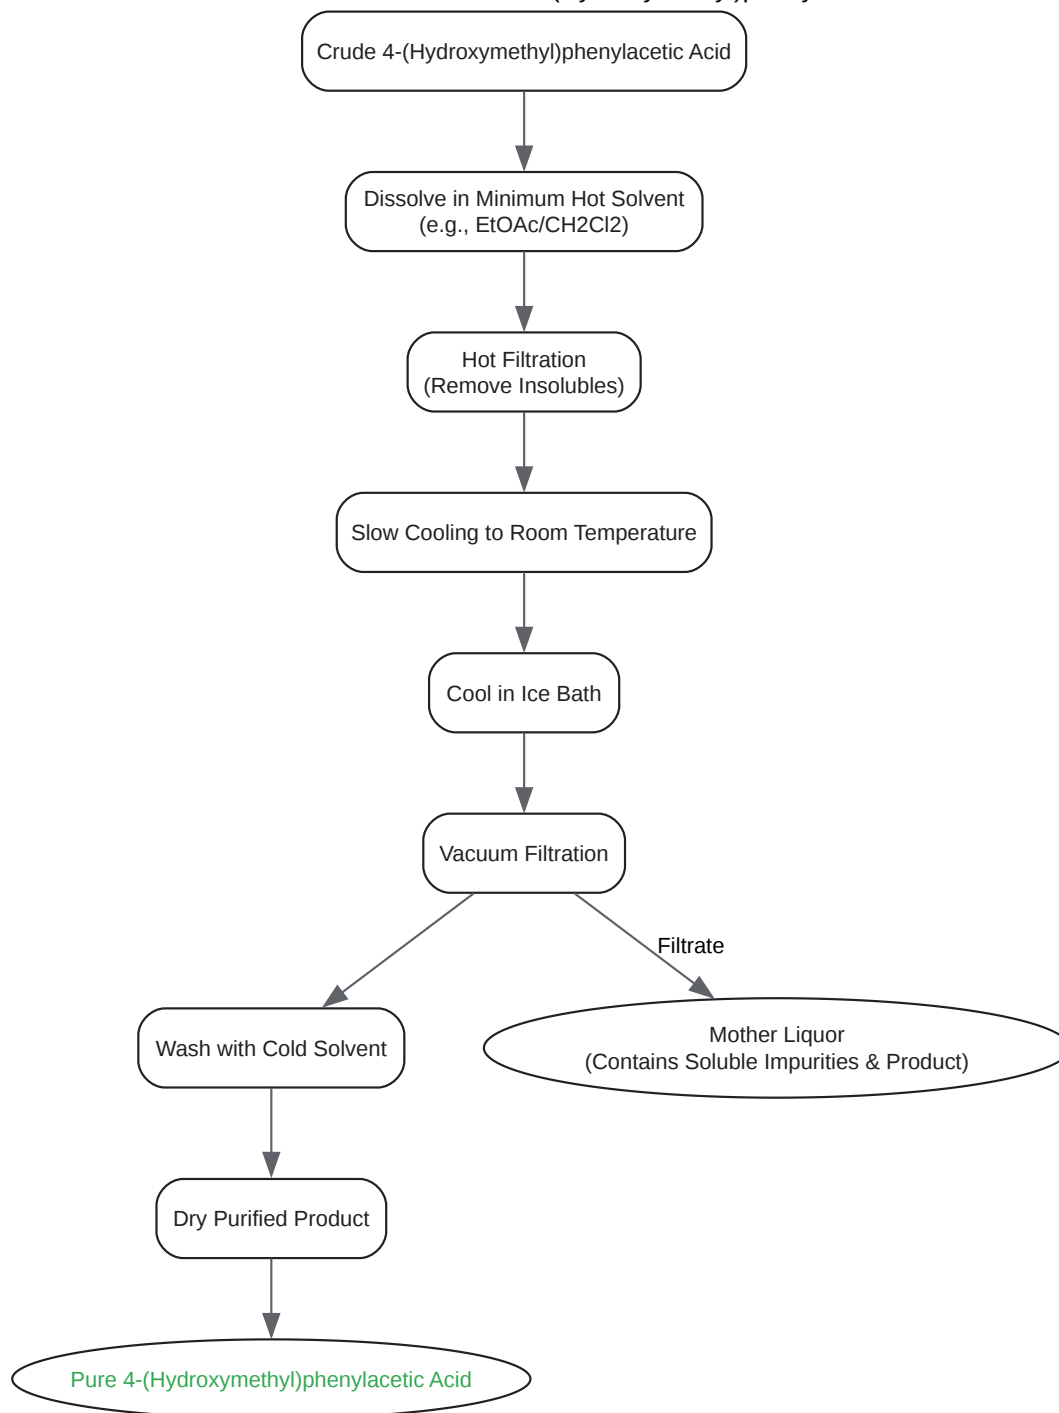 Crude 4-(Hydroxymethyl)phenylacetic Acid
Dissolve in Minimum Hot Solvent
(e.g., EtOAc/CH2Cl2)
Hot Filtration
(Remove Insolubles)
Slow Cooling to Room Temperature
Cool in Ice Bath
Vacuum Filtration
Filtrate
Wash with Cold Solvent
Mother Liquor
(Contains Soluble Impurities & Product)
Dry Purified Product
Pure 4-(Hydroxymethyl)phenylacetic Acid